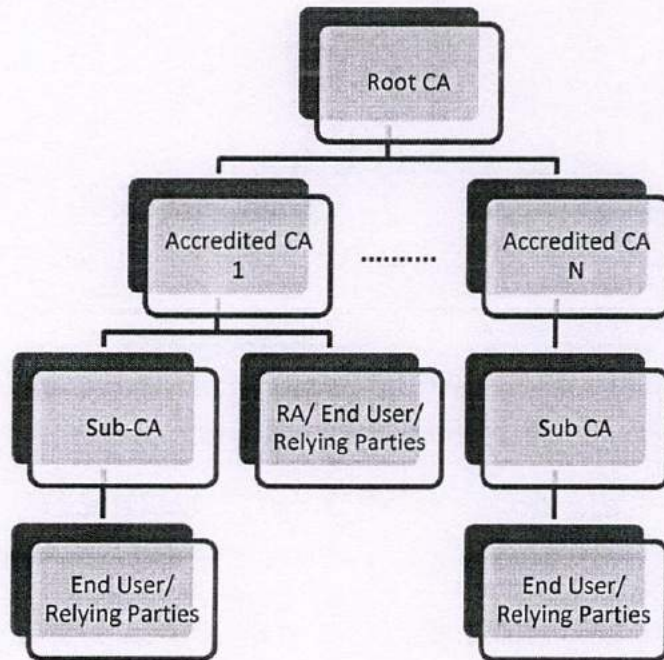 Root CA
Accredited CA
1
..........
Accredited CA
N
Sub-CA
RA/ End User/
Relying Parties
Sub CA
End User/
Relying Parties
End User/
Relying Parties